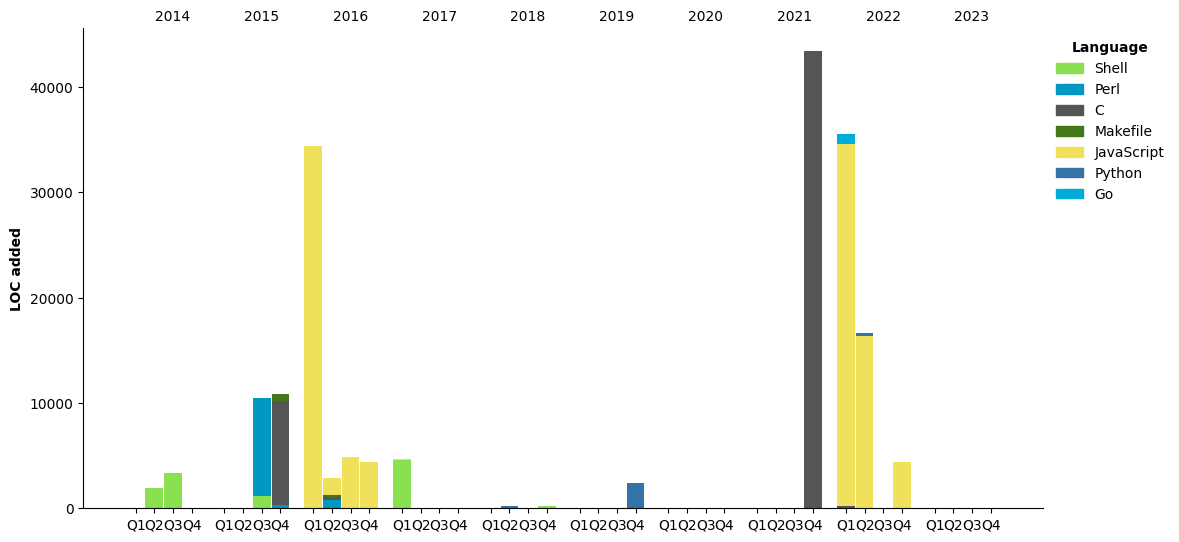 2014 2015 2016 2017 2018 2019 2020 2021 2022 2023
Language
Shell
Perl
C
Makefile
JavaScript
Python
Go
LOC added
40000
30000
20000
10000
0
Q1Q2Q3Q4 Q1Q2Q3Q4 Q1Q2Q3Q4 Q1Q2Q3Q4 Q1Q2Q3Q4 Q1Q2Q3Q4 Q1Q2Q3Q4 Q1Q2Q3Q4 Q1Q2Q3Q4 Q1Q2Q3Q4